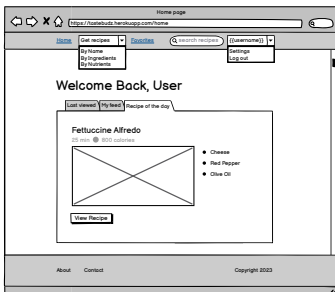 Home page
https://tastebudz.herokuapp.com/home
Home Get recipes Favorites search recipes {{username}}
By Name
By Ingredients
By Nutrients
Settings
Log out
Welcome Back, User
Last viewed My feed Recipe of the day
Fettuccine Alfredo
25 min 800 calories
Cheese
Red Pepper
Olive Oil
View Recipe
About Contact Copyright 2023